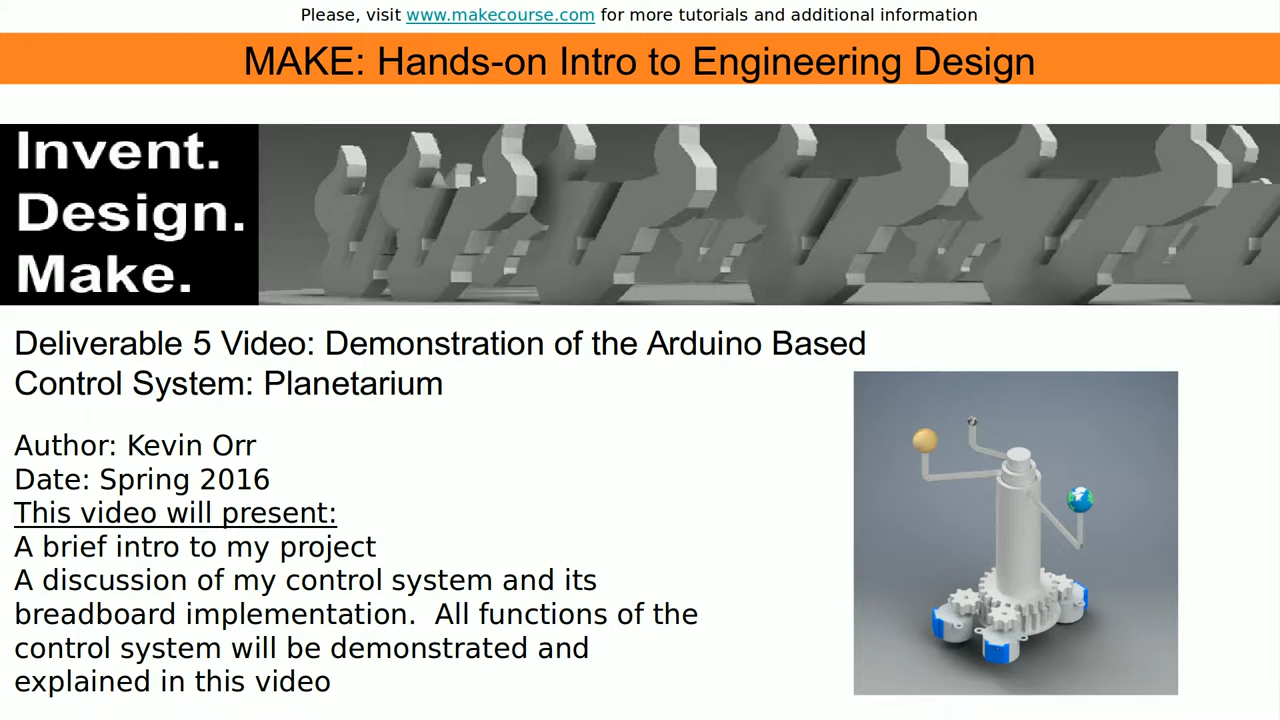 Please, visit www.makecourse.com for more tutorials and additional information
MAKE: Hands-on Intro to Engineering Design
Invent.
Design.
Make.
Deliverable 5 Video: Demonstration of the Arduino Based
Control System: Planetarium
Author: Kevin Orr
Date: Spring 2016
This video will present:
A brief intro to my project
A discussion of my control system and its
breadboard implementation.  All functions of the
control system will be demonstrated and
explained in this video